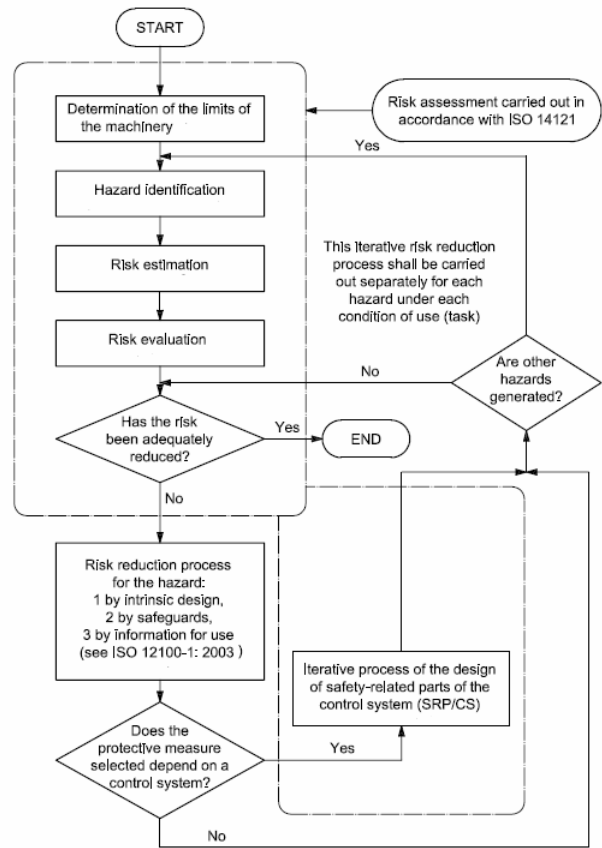 START
Determination of the limits of
the machinery
Risk assessment carried out in
accordance with ISO 14121
Yes
Hazard identification
Risk estimation
This iterative risk reduction
process shall be carried
out separately for each
hazard under each
condition of use (task)
Risk evaluation
No
Are other
hazards
generated?
Has the risk
been adequately
reduced?
Yes
END
No
Risk reduction process
for the hazard:
1 by intrinsic design,
2 by safeguards,
3 by information for use
(see ISO 12100-1: 2003 )
Iterative process of the design
of safety-related parts of the
control system (SRP/CS)
Does the
protective measure
selected depend on a
control system?
Yes
No